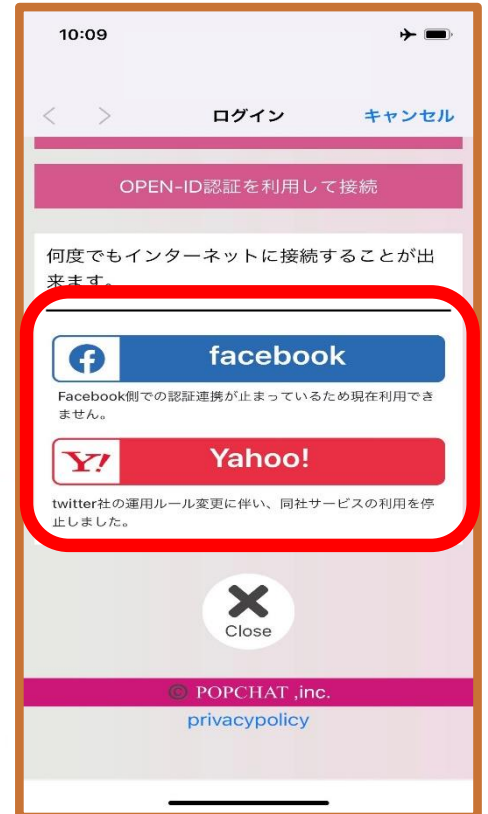 10:09
ログイン
キャンセル
OPEN-ID認証を利用して接続
何度でもインターネットに接続することが出
来ます。
facebook
Facebook側での認証連携が止まっているため現在利用でき
ません。
Y! Yahoo!
twitter社の運用ルール変更に伴い、同社サービスの利用を停
止しました。
Close
© POPCHAT ,inc.
privacypolicy